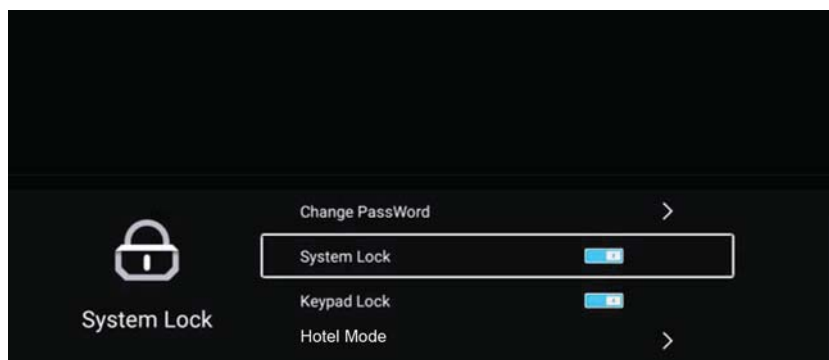 Change PassWord
System Lock
Keypad Lock
System Lock
Hotel Mode